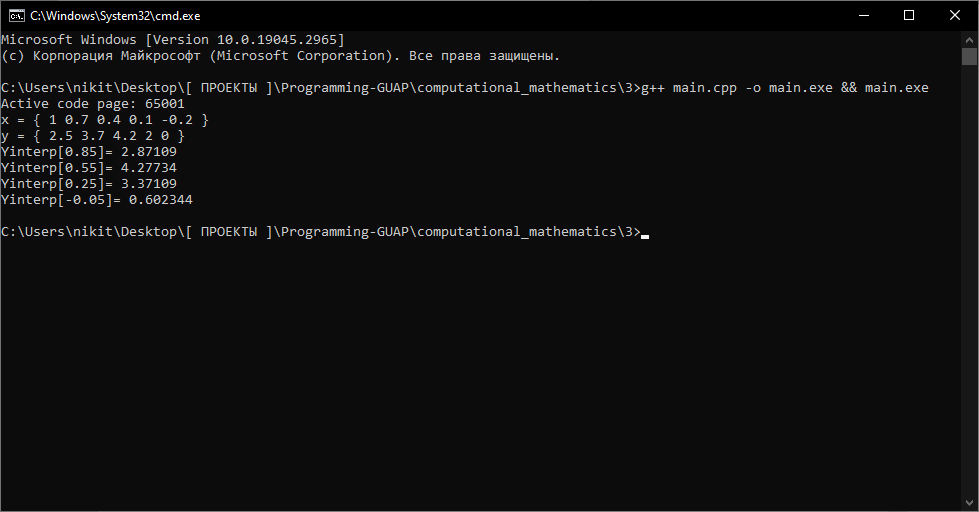 C:\Windows\System32\cmd.exe
Microsoft Windows [Version 10.0.19045.2965]
(c) Корпорация Майкрософт (Microsoft Corporation). Все права защищены.
C:\Users\nikit\Desktop\[ ПРОЕКТЫ ]\Programming-GUAP\computational_mathematics\3>g++ main.cpp -o main.exe && main.exe
Active code page: 65001
x = { 1 0.7 0.4 0.1 -0.2 }
y = { 2.5 3.7 4.2 2 0 }
Yinterp[0.85]= 2.87109
Yinterp[0.55]= 4.27734
Yinterp[0.25]= 3.37109
Yinterp[-0.05]= 0.602344
C:\Users\nikit\Desktop\[ ПРОЕКТЫ ]\Programming-GUAP\computational_mathematics\3>